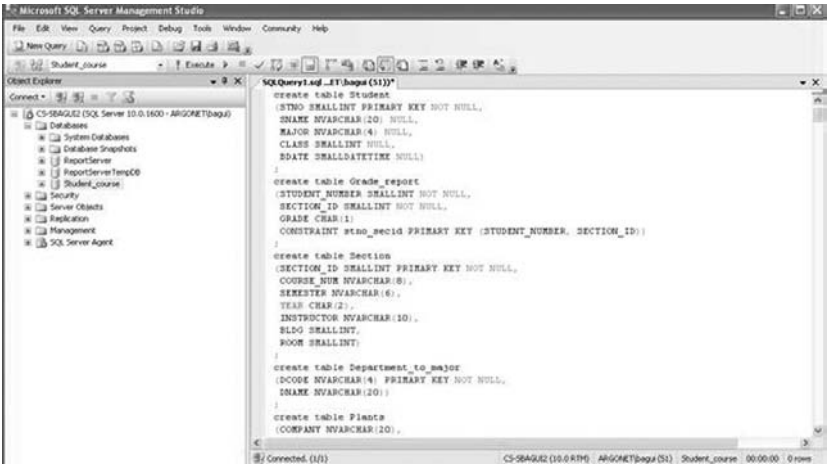 Microsoft SQL Server Management Studio
File Edit View Query Project Debug Tools Window Community Help
New Query
Student_course Execute
Object Explorer
Connect
CS-SBAGUI2 (SQL Server 10.0.1600 - ARGONET\bagui)
Databases
System Databases
Database Snapshots
ReportServer
ReportServerTempDB
Student_course
Security
Server Objects
Replication
Management
SQL Server Agent
SQLQuery1.sql ...ET\bagui (51))*
create table Student
(STNO SMALLINT PRIMARY KEY NOT NULL,
SNAME NVARCHAR(20) NULL,
MAJOR NVARCHAR(4) NULL,
CLASS SMALLINT NULL,
BDATE SMALLDATETIME NULL)
;
create table Grade_report
(STUDENT_NUMBER SMALLINT NOT NULL,
SECTION_ID SMALLINT NOT NULL,
GRADE CHAR(1)
CONSTRAINT stno_secid PRIMARY KEY (STUDENT_NUMBER, SECTION_ID))
;
create table Section
(SECTION_ID SMALLINT PRIMARY KEY NOT NULL,
COURSE_NUM NVARCHAR(8),
SEMESTER NVARCHAR(6),
YEAR CHAR(2),
INSTRUCTOR NVARCHAR(10),
BLDG SMALLINT,
ROOM SMALLINT)
;
create table Department_to_major
(DCODE NVARCHAR(4) PRIMARY KEY NOT NULL,
DNAME NVARCHAR(20))
;
create table Plants
(COMPANY NVARCHAR(20),
Connected. (1/1) CS-SBAGUI2 (10.0 RTM) ARGONET\bagui (51) Student_course 00:00:00 0 rows